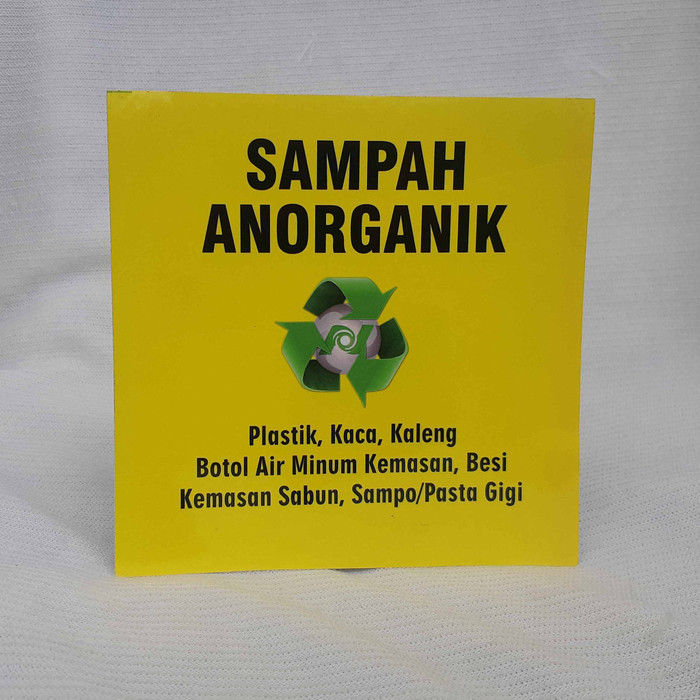 SAMPAH
ANORGANIK
Plastik, Kaca, Kaleng
Botol Air Minum Kemasan, Besi
Kemasan Sabun, Sampo/Pasta Gigi